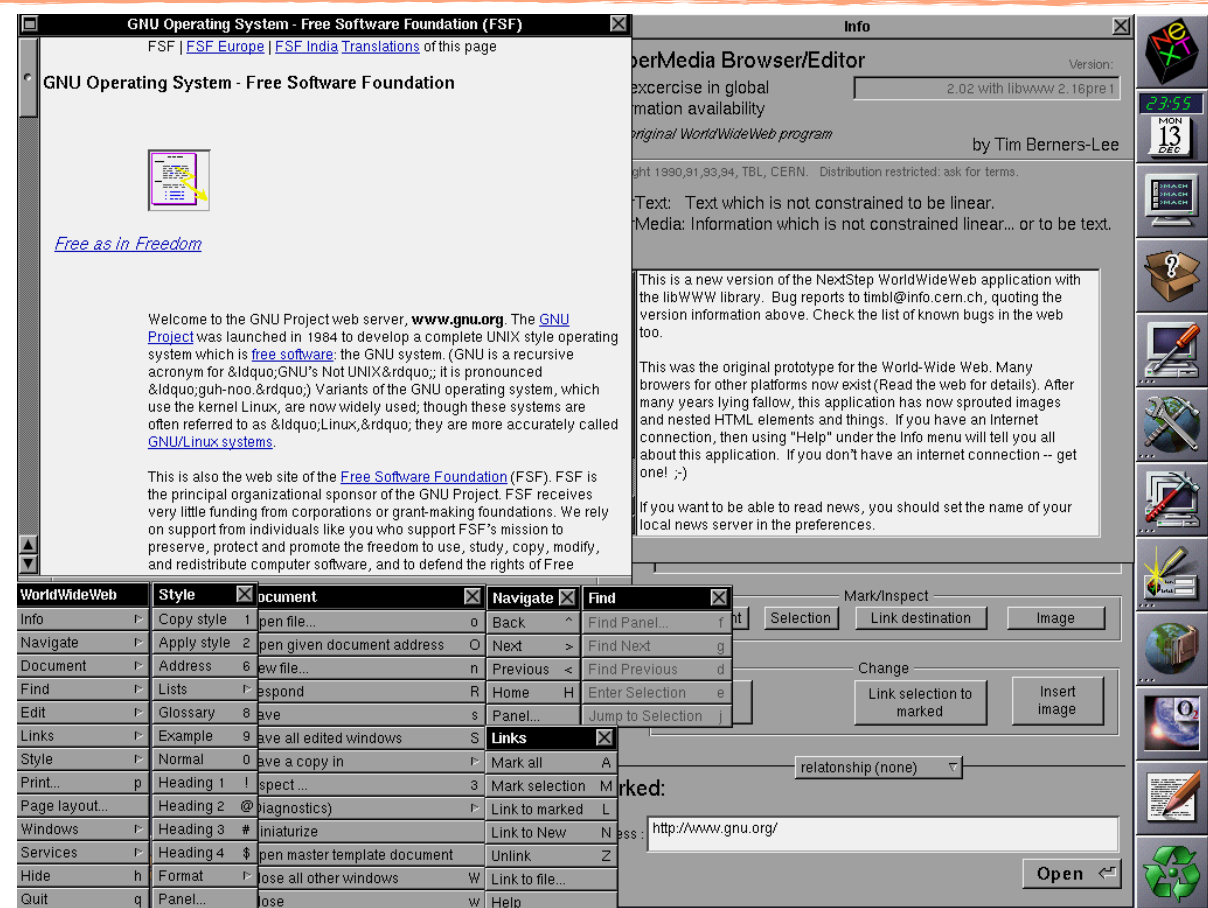 GNU Operating System - Free Software Foundation (FSF)
FSF | FSF Europe | FSF India Translations of this page
GNU Operating System - Free Software Foundation
Free as in Freedom
Welcome to the GNU Project web server, www.gnu.org. The GNU
Project was launched in 1984 to develop a complete UNIX style operating
system which is free software: the GNU system. (GNU is a recursive
acronym for &ldquo;GNU's Not UNIX&rdquo;; it is pronounced
&ldquo;guh-noo.&rdquo;) Variants of the GNU operating system, which
use the kernel Linux, are now widely used; though these systems are
often referred to as &ldquo;Linux,&rdquo; they are more accurately called
GNU/Linux systems.
This is also the web site of the Free Software Foundation (FSF). FSF is
the principal organizational sponsor of the GNU Project. FSF receives
very little funding from corporations or grant-making foundations. We rely
on support from individuals like you who support FSF's mission to
preserve, protect and promote the freedom to use, study, copy, modify,
and redistribute computer software, and to defend the rights of Free
Info
perMedia Browser/Editor
Version:
excercise in global
2.02 with libwww 2.16pre1
rmation availability
original WorldWideWeb program
by Tim Berners-Lee
ght 1990,91,93,94, TBL, CERN. Distribution restricted: ask for terms.
rText: Text which is not constrained to be linear.
rMedia: Information which is not constrained linear... or to be text.
This is a new version of the NextStep WorldWideWeb application with
the libWWW library. Bug reports to timbl@info.cern.ch, quoting the
version information above. Check the list of known bugs in the web
too.
This was the original prototype for the World-Wide Web. Many
browers for other platforms now exist (Read the web for details). After
many years lying fallow, this application has now sprouted images
and nested HTML elements and things. If you have an Internet
connection, then using "Help" under the Info menu will tell you all
about this application. If you don't have an internet connection -- get
one! ;-)
If you want to be able to read news, you should set the name of your
local news server in the preferences.
WorldWideWeb
Info
Navigate
Document
Find
Edit
Links
Style
Print... p
Page layout...
Windows
Services
Hide h
Quit q
Style
Copy style 1
Apply style 2
Address 6
Lists
Glossary 8
Example 9
Normal 0
Heading 1 !
Heading 2 @
Heading 3 #
Heading 4 $
Format
Panel...
ocument
pen file... o
pen given document address O
ew file... n
espond R
ave s
ave all edited windows S
ave a copy in
spect ... 3
Diagnostics)
iniaturize
pen master template document
lose all other windows W
lose w
Navigate
Back ^
Next >
Previous <
Home H
Panel...
Find
Find Panel... f
Find Next g
Find Previous d
Enter Selection e
Jump to Selection j
Links
Mark all A
Mark selection M
Link to marked L
Link to New N
Unlink Z
Link to file...
Help
Mark/Inspect
nt
Selection
Link destination
Image
Change
Link selection to
marked
Insert
image
relatonship (none)
rked:
ess : http://www.gnu.org/
Open
NeXT
23:55
MON
13
DEC